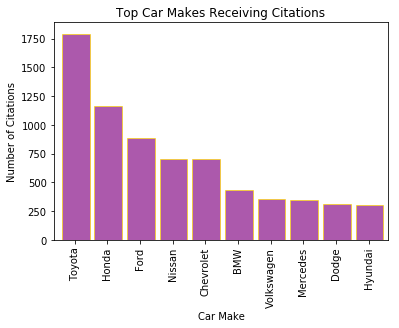 Top Car Makes Receiving Citations
Number of Citations
1750
1500
1250
1000
750
500
250
0
Toyota
Honda
Ford
Nissan
Chevrolet
BMW
Volkswagen
Mercedes
Dodge
Hyundai
Car Make